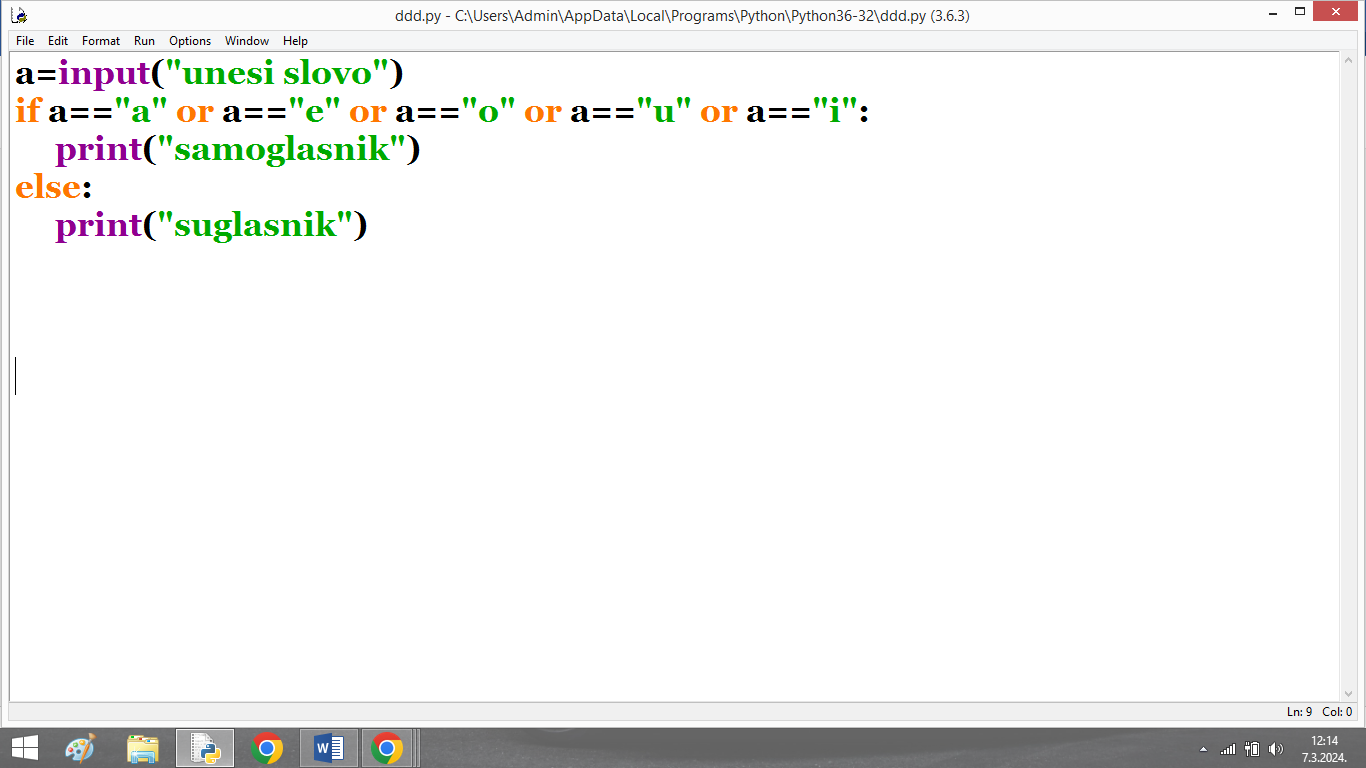 ddd.py - C:\Users\Admin\AppData\Local\Programs\Python\Python36-32\ddd.py (3.6.3)
File Edit Format Run Options Window Help
a=input("unesi slovo")
if a=="a" or a=="e" or a=="o" or a=="u" or a=="i":
    print("samoglasnik")
else:
    print("suglasnik")
Ln: 9 Col: 0
12:14
7.3.2024.